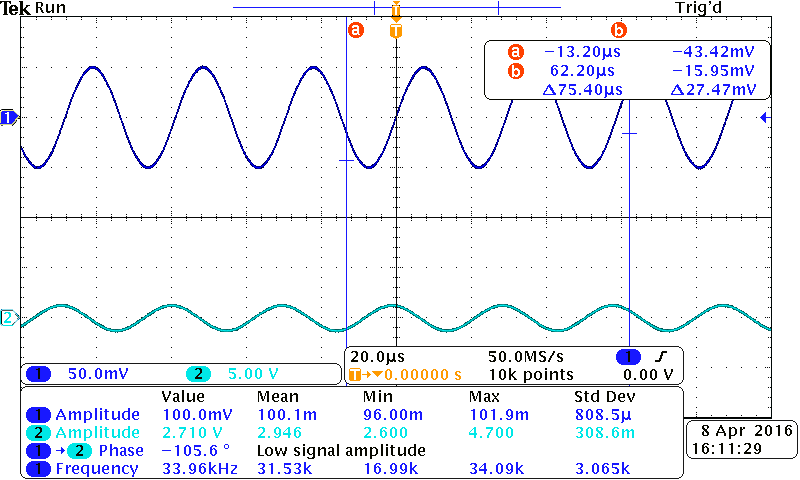 Tek Run Trig'd
T
a T b
a −13.20µs −43.42mV
b 62.20µs −15.95mV
Δ75.40µs Δ27.47mV
1
2
1 50.0mV 2 5.00 V
20.0µs 50.0MS/s 1
T→▼0.00000 s 10k points 0.00 V
Value Mean Min Max Std Dev
1 Amplitude 100.0mV 100.1m 96.00m 101.9m 808.5µ
2 Amplitude 2.710 V 2.946 2.600 4.700 308.6m
1 → 2 Phase −105.6 ° Low signal amplitude
1 Frequency 33.96kHz 31.53k 16.99k 34.09k 3.065k
8 Apr 2016
16:11:29